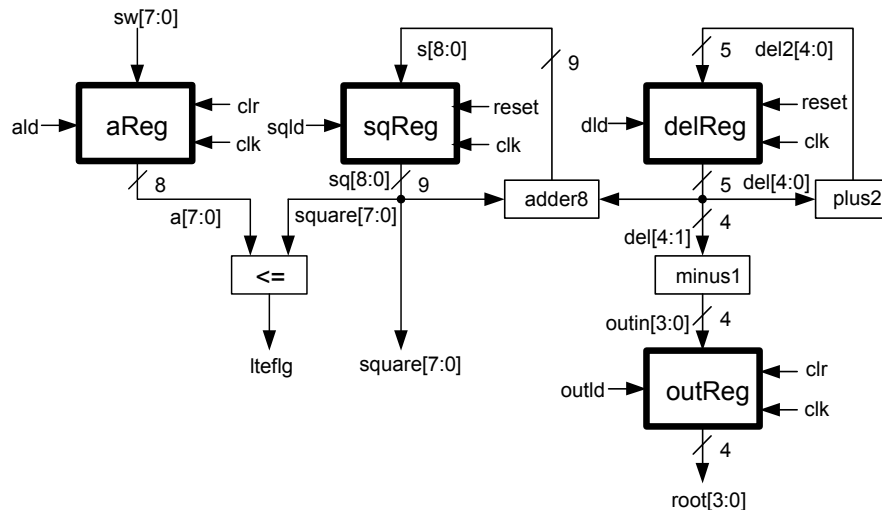 sw[7:0]
s[8:0]
9
5
del2[4:0]
ald
aReg
clr
clk
sqld
sqReg
reset
clk
dld
delReg
reset
clk
8
sq[8:0]
9
5
del[4:0]
a[7:0]
square[7:0]
adder8
plus2
4
del[4:1]
<=
minus1
lteflg
square[7:0]
outin[3:0]
4
outld
outReg
clr
clk
4
root[3:0]